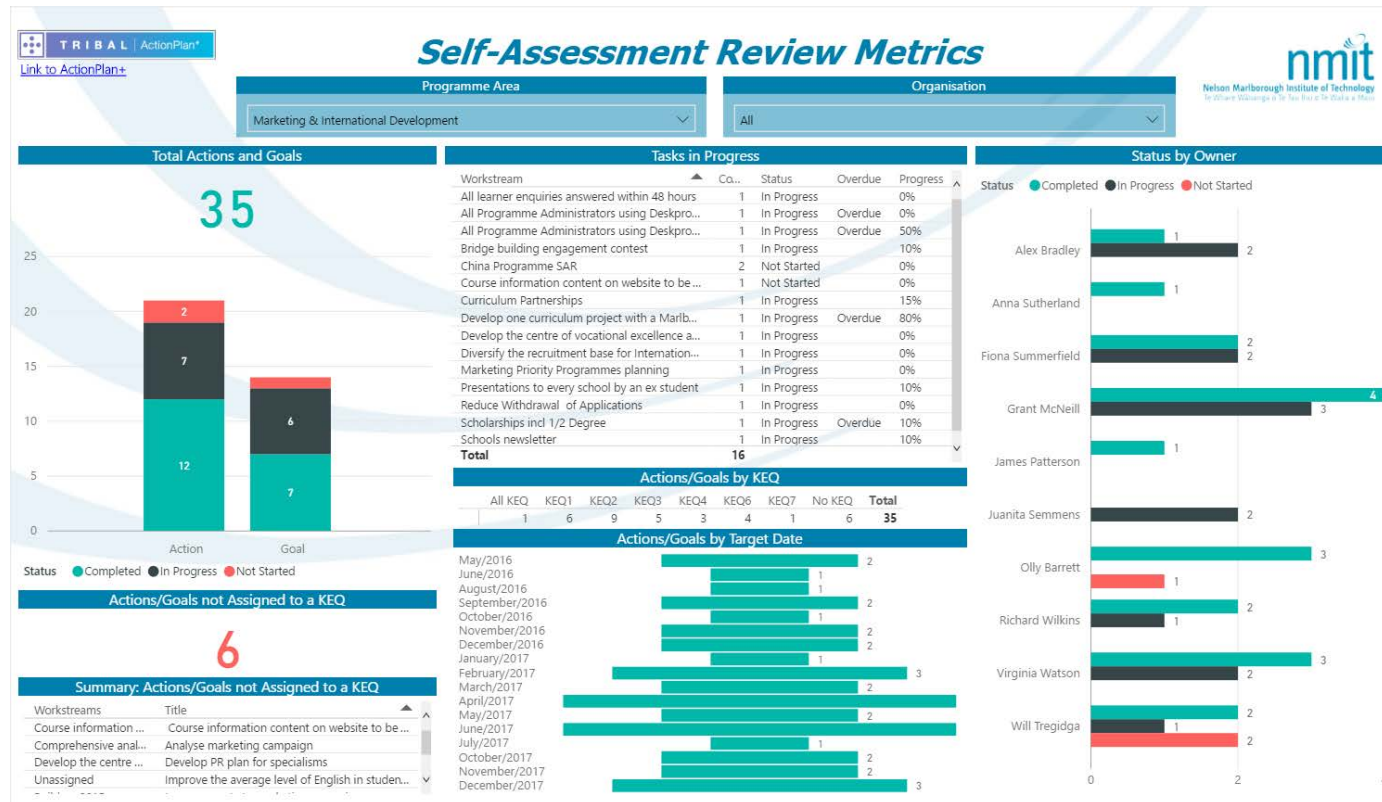 TRIBAL ActionPlan+
Link to ActionPlan+
Self-Assessment Review Metrics
nmit
Nelson Marlborough Institute of Technology
Programme Area
Marketing & International Development
Organisation
All
Total Actions and Goals
35
25
20
15
10
5
0
2
7
12
6
7
Action Goal
Status Completed In Progress Not Started
Actions/Goals not Assigned to a KEQ
6
Summary: Actions/Goals not Assigned to a KEQ
Workstreams Title
Course information ... Course information content on website to be ...
Comprehensive anal... Analyse marketing campaign
Develop the centre ... Develop PR plan for specialisms
Unassigned Improve the average level of English in studen...
Tasks in Progress
Workstream Co... Status Overdue Progress
All learner enquiries answered within 48 hours 1 In Progress 0%
All Programme Administrators using Deskpro... 1 In Progress Overdue 0%
All Programme Administrators using Deskpro... 1 In Progress Overdue 50%
Bridge building engagement contest 1 In Progress 10%
China Programme SAR 2 Not Started 0%
Course information content on website to be ... 1 Not Started 0%
Curriculum Partnerships 1 In Progress 15%
Develop one curriculum project with a Marlb... 1 In Progress Overdue 80%
Develop the centre of vocational excellence a... 1 In Progress 0%
Diversify the recruitment base for Internation... 1 In Progress 0%
Marketing Priority Programmes planning 1 In Progress 0%
Presentations to every school by an ex student 1 In Progress 10%
Reduce Withdrawal of Applications 1 In Progress 0%
Scholarships incl 1/2 Degree 1 In Progress Overdue 10%
Schools newsletter 1 In Progress 10%
Total 16
Actions/Goals by KEQ
All KEQ KEQ1 KEQ2 KEQ3 KEQ4 KEQ6 KEQ7 No KEQ Total
1 6 9 5 3 4 1 6 35
Actions/Goals by Target Date
May/2016 2
June/2016 1
August/2016 1
September/2016 2
October/2016 1
November/2016 2
December/2016 2
January/2017 1
February/2017 3
March/2017 2
April/2017
May/2017 2
June/2017
July/2017 1
October/2017 2
November/2017 2
December/2017 3
Status by Owner
Status Completed In Progress Not Started
Alex Bradley 1 2
Anna Sutherland 1
Fiona Summerfield 2 2
Grant McNeill 4 3
James Patterson 1
Juanita Semmens 2
Olly Barrett 3 1
Richard Wilkins 2 1
Virginia Watson 3 2
Will Tregidga 2 1 2
0 2